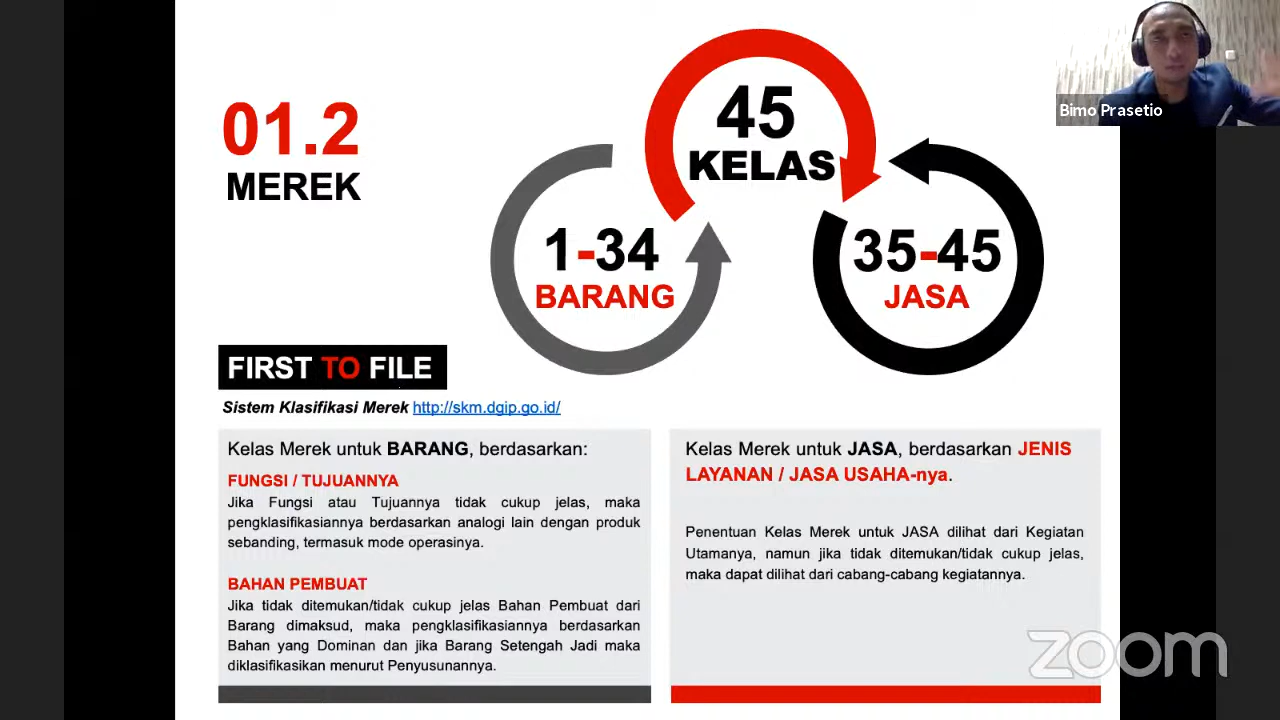 01.2
MEREK
45
KELAS
1-34
BARANG
35-45
JASA
Bimo Prasetio
FIRST TO FILE
Sistem Klasifikasi Merek http://skm.dgip.go.id/
Kelas Merek untuk BARANG, berdasarkan:
FUNGSI / TUJUANNYA
Jika Fungsi atau Tujuannya tidak cukup jelas, maka
pengklasifikasiannya berdasarkan analogi lain dengan produk
sebanding, termasuk mode operasinya.
BAHAN PEMBUAT
Jika tidak ditemukan/tidak cukup jelas Bahan Pembuat dari
Barang dimaksud, maka pengklasifikasiannya berdasarkan
Bahan yang Dominan dan jika Barang Setengah Jadi maka
diklasifikasikan menurut Penyusunannya.
Kelas Merek untuk JASA, berdasarkan JENIS
LAYANAN / JASA USAHA-nya.
Penentuan Kelas Merek untuk JASA dilihat dari Kegiatan
Utamanya, namun jika tidak ditemukan/tidak cukup jelas,
maka dapat dilihat dari cabang-cabang kegiatannya.
zoom